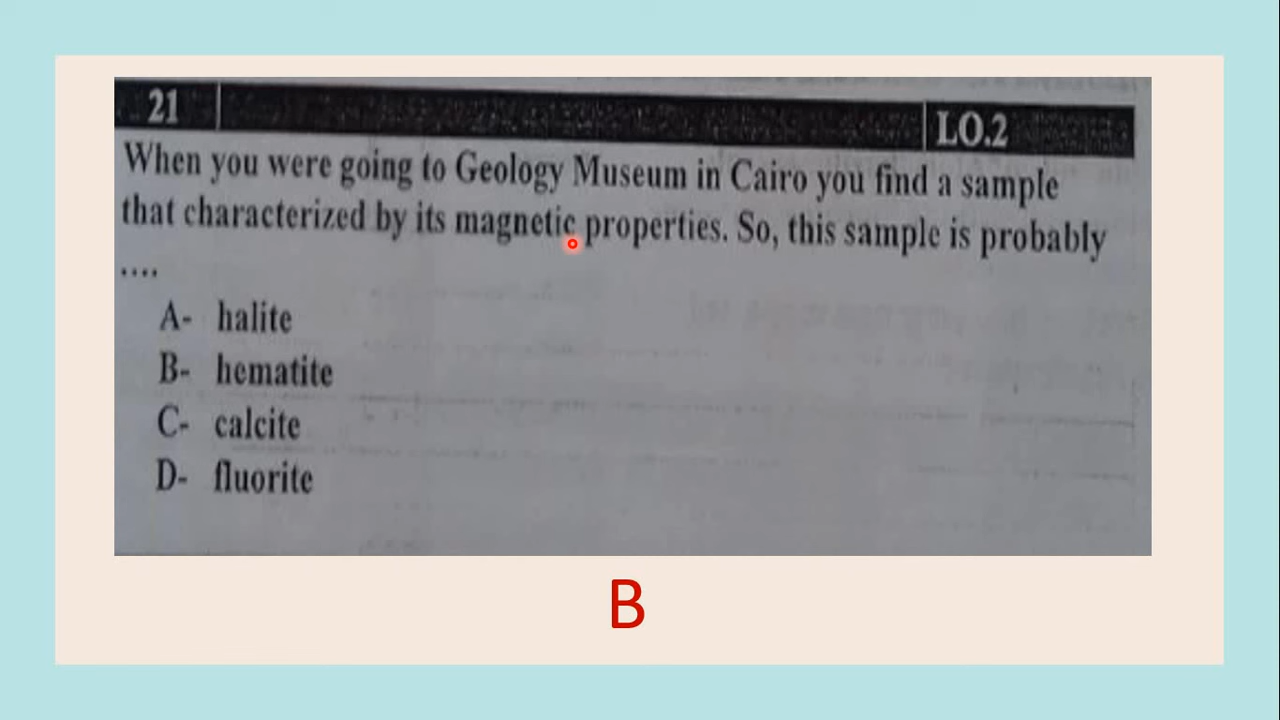 21 LO.2
When you were going to Geology Museum in Cairo you find a sample
that characterized by its magnetic properties. So, this sample is probably
....
A- halite
B- hematite
C- calcite
D- fluorite
B